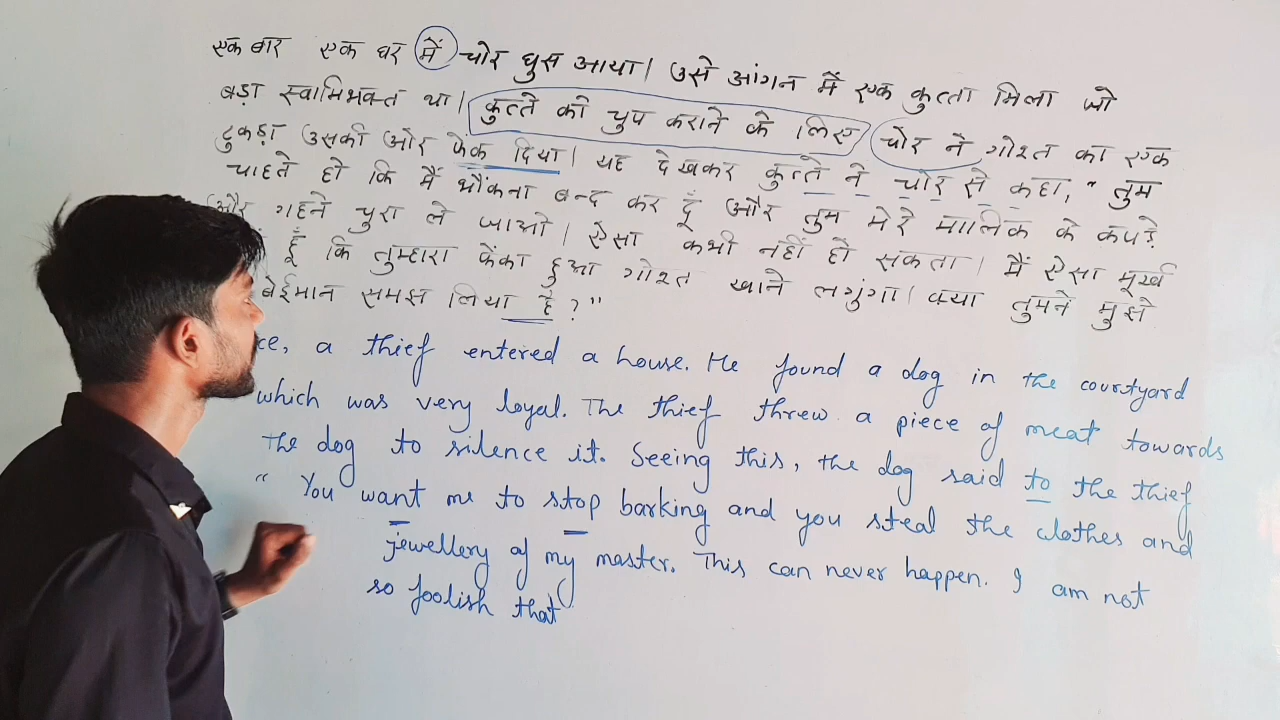 एक बार एक घर में चोर घुस आया। उसे आंगन में एक कुत्ता मिला जो
बड़ा स्वामिभक्त था। कुत्ते को चुप कराने के लिए चोर ने गोश्त का एक
टुकड़ा उसकी ओर फेंक दिया। यह देखकर कुत्ते ने चोर से कहा, "तुम
चाहते हो कि मैं भौंकना बन्द कर दूँ और तुम मेरे मालिक के कपड़े
और गहने चुरा ले जाओ। ऐसा कभी नहीं हो सकता। मैं ऐसा मूर्ख
हूँ कि तुम्हारा फेंका हुआ गोश्त खाने लगुंगा। क्या तुमने मुझे
बेईमान समझ लिया है?"
ce, a thief entered a house. He found a dog in the courtyard
which was very loyal. The thief threw a piece of meat towards
the dog to silence it. Seeing this, the dog said to the thief
"You want me to stop barking and you steal the clothes and
jewellery of my master. This can never happen. I am not
so foolish that